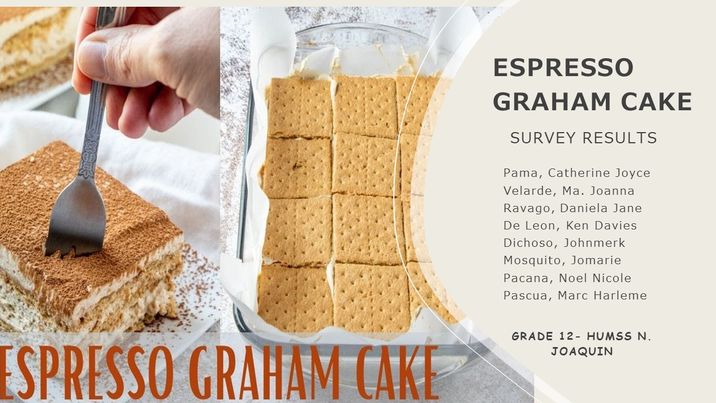 ESPRESSO
GRAHAM CAKE
SURVEY RESULTS
Pama, Catherine Joyce
Velarde, Ma. Joanna
Ravago, Daniela Jane
De Leon, Ken Davies
Dichoso, Johnmerk
Mosquito, Jomarie
Pacana, Noel Nicole
Pascua, Marc Harleme
GRADE 12- HUMSS N.
JOAQUIN
ESPRESSO GRAHAM CAKE